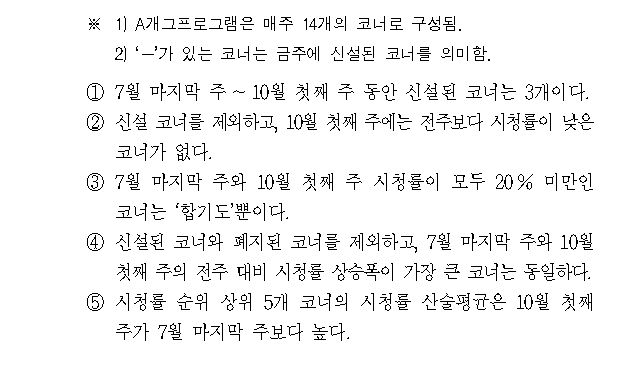 ※ 1) A개그프로그램은 매주 14개의 코너로 구성됨.
2) ‘－’가 있는 코너는 금주에 신설된 코너를 의미함.
① 7월 마지막 주 ~ 10월 첫째 주 동안 신설된 코너는 3개이다.
② 신설 코너를 제외하고, 10월 첫째 주에는 전주보다 시청률이 낮은
코너가 없다.
③ 7월 마지막 주와 10월 첫째 주 시청률이 모두 20% 미만인
코너는 ‘합기도’뿐이다.
④ 신설된 코너와 폐지된 코너를 제외하고, 7월 마지막 주와 10월
첫째 주의 전주 대비 시청률 상승폭이 가장 큰 코너는 동일하다.
⑤ 시청률 순위 상위 5개 코너의 시청률 산술평균은 10월 첫째
주가 7월 마지막 주보다 높다.